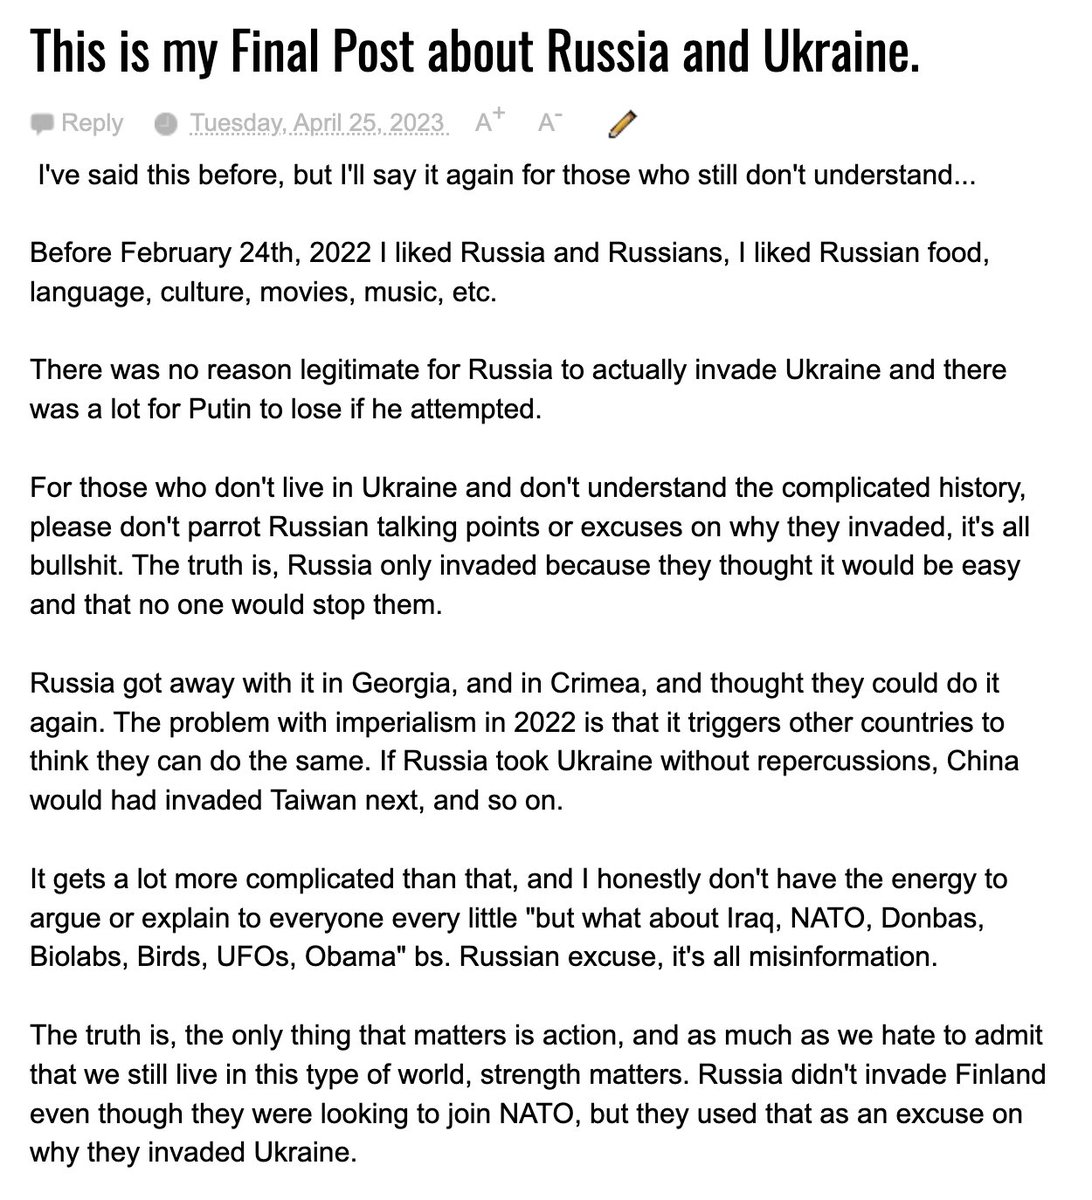 This is my Final Post about Russia and Ukraine.
Reply Tuesday, April 25, 2023 A+ A-
I've said this before, but I'll say it again for those who still don't understand...
Before February 24th, 2022 I liked Russia and Russians, I liked Russian food,
language, culture, movies, music, etc.
There was no reason legitimate for Russia to actually invade Ukraine and there
was a lot for Putin to lose if he attempted.
For those who don't live in Ukraine and don't understand the complicated history,
please don't parrot Russian talking points or excuses on why they invaded, it's all
bullshit. The truth is, Russia only invaded because they thought it would be easy
and that no one would stop them.
Russia got away with it in Georgia, and in Crimea, and thought they could do it
again. The problem with imperialism in 2022 is that it triggers other countries to
think they can do the same. If Russia took Ukraine without repercussions, China
would had invaded Taiwan next, and so on.
It gets a lot more complicated than that, and I honestly don't have the energy to
argue or explain to everyone every little "but what about Iraq, NATO, Donbas,
Biolabs, Birds, UFOs, Obama" bs. Russian excuse, it's all misinformation.
The truth is, the only thing that matters is action, and as much as we hate to admit
that we still live in this type of world, strength matters. Russia didn't invade Finland
even though they were looking to join NATO, but they used that as an excuse on
why they invaded Ukraine.